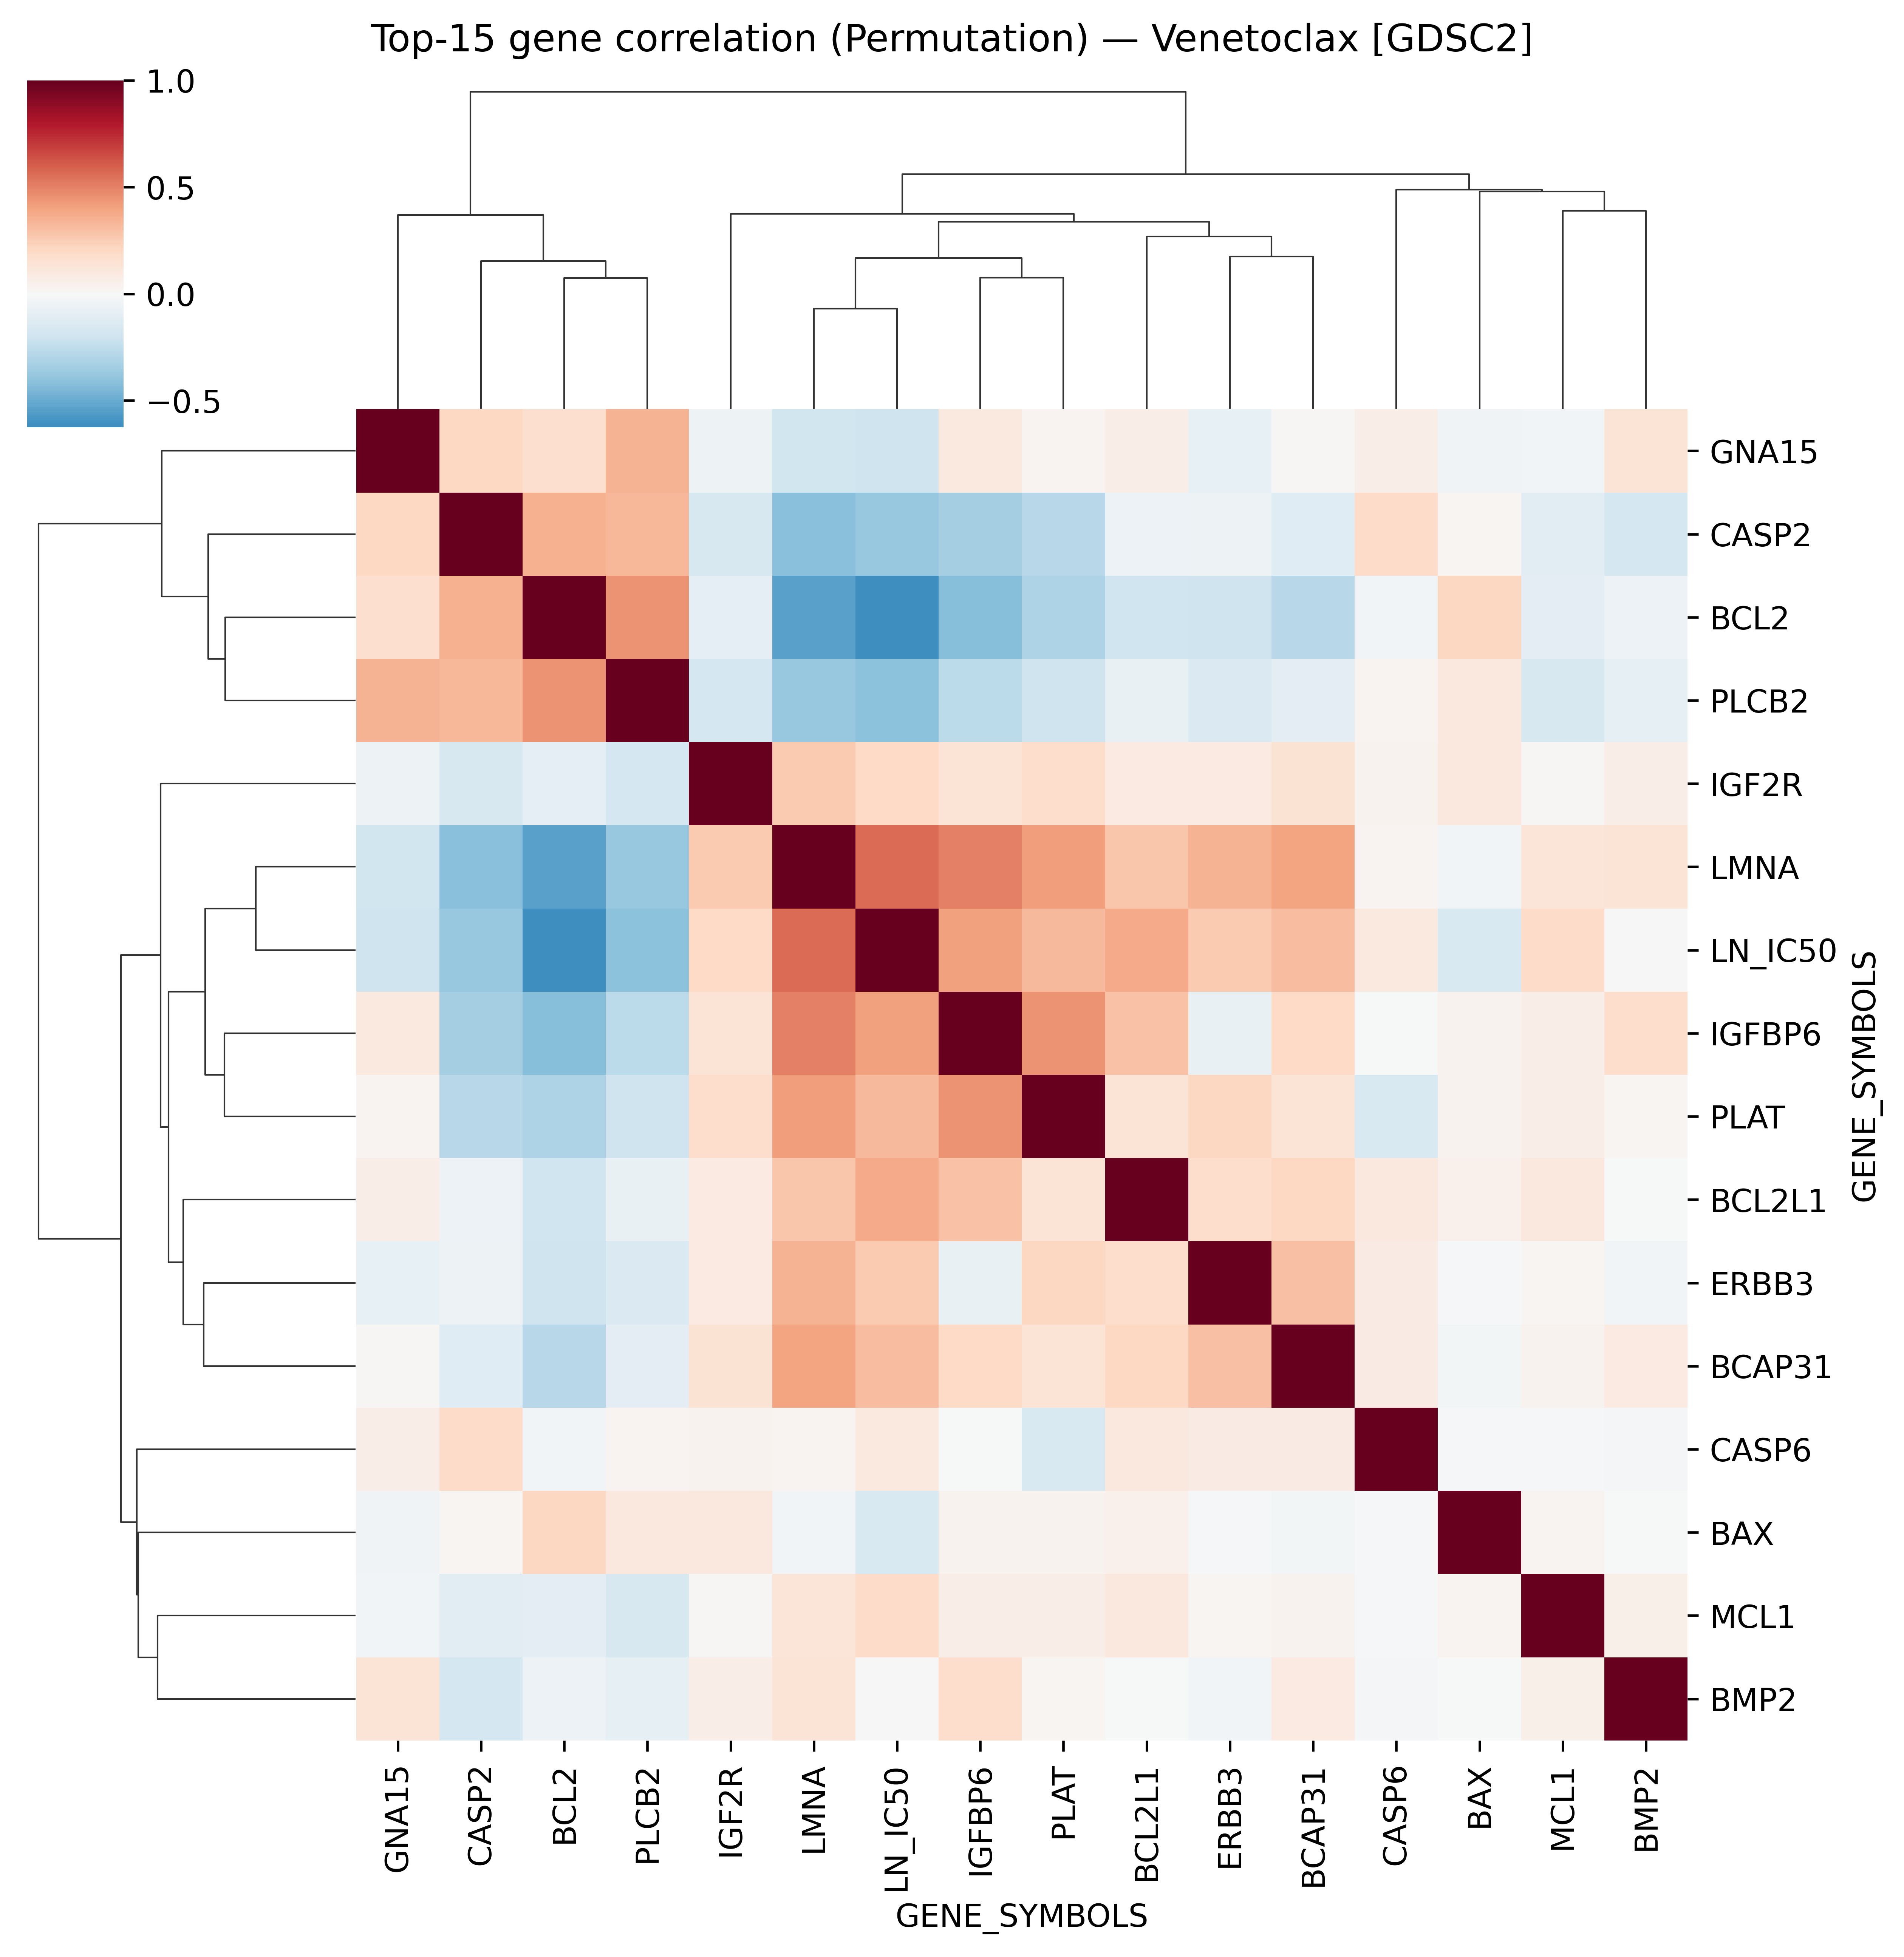 Top-15 gene correlation (Permutation) — Venetoclax [GDSC2]
1.0
0.5
0.0
−0.5
GNA15
CASP2
BCL2
PLCB2
IGF2R
LMNA
LN_IC50
IGFBP6
PLAT
BCL2L1
ERBB3
BCAP31
CASP6
BAX
MCL1
BMP2
GENE_SYMBOLS
GNA15 CASP2 BCL2 PLCB2 IGF2R LMNA LN_IC50 IGFBP6 PLAT BCL2L1 ERBB3 BCAP31 CASP6 BAX MCL1 BMP2
GENE_SYMBOLS